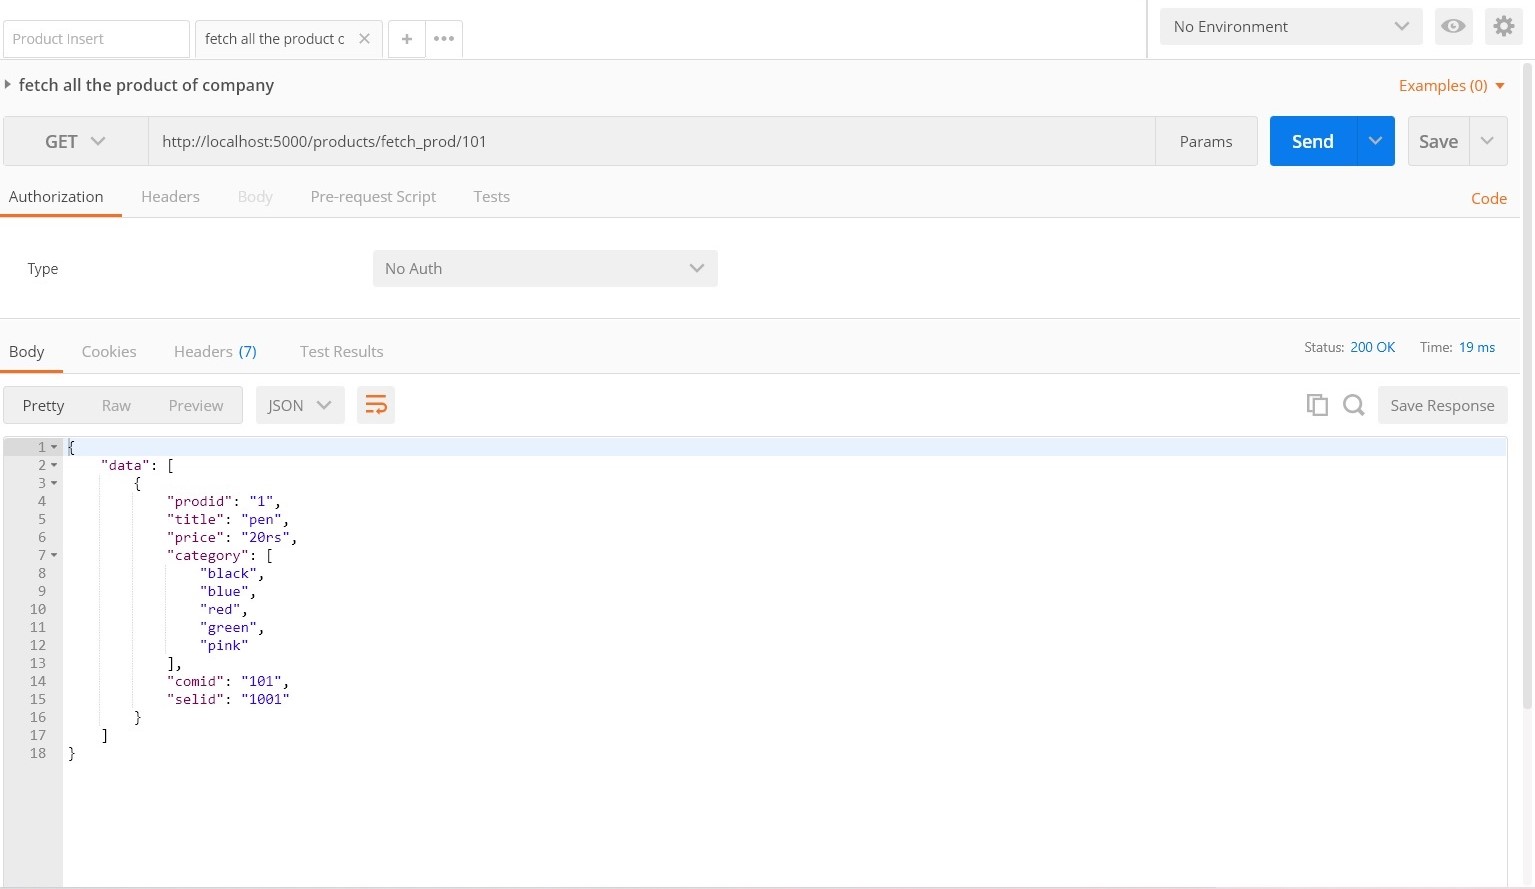 Product Insert
fetch all the product c
No Environment
fetch all the product of company
Examples (0)
GET
http://localhost:5000/products/fetch_prod/101
Params
Send
Save
Authorization Headers Body Pre-request Script Tests
Code
Type
No Auth
Body Cookies Headers (7) Test Results
Status: 200 OK Time: 19 ms
Pretty Raw Preview JSON
Save Response
1 {
2 "data": [
3 {
4 "prodid": "1",
5 "title": "pen",
6 "price": "20rs",
7 "category": [
8 "black",
9 "blue",
10 "red",
11 "green",
12 "pink"
13 ],
14 "comid": "101",
15 "selid": "1001"
16 }
17 ]
18 }